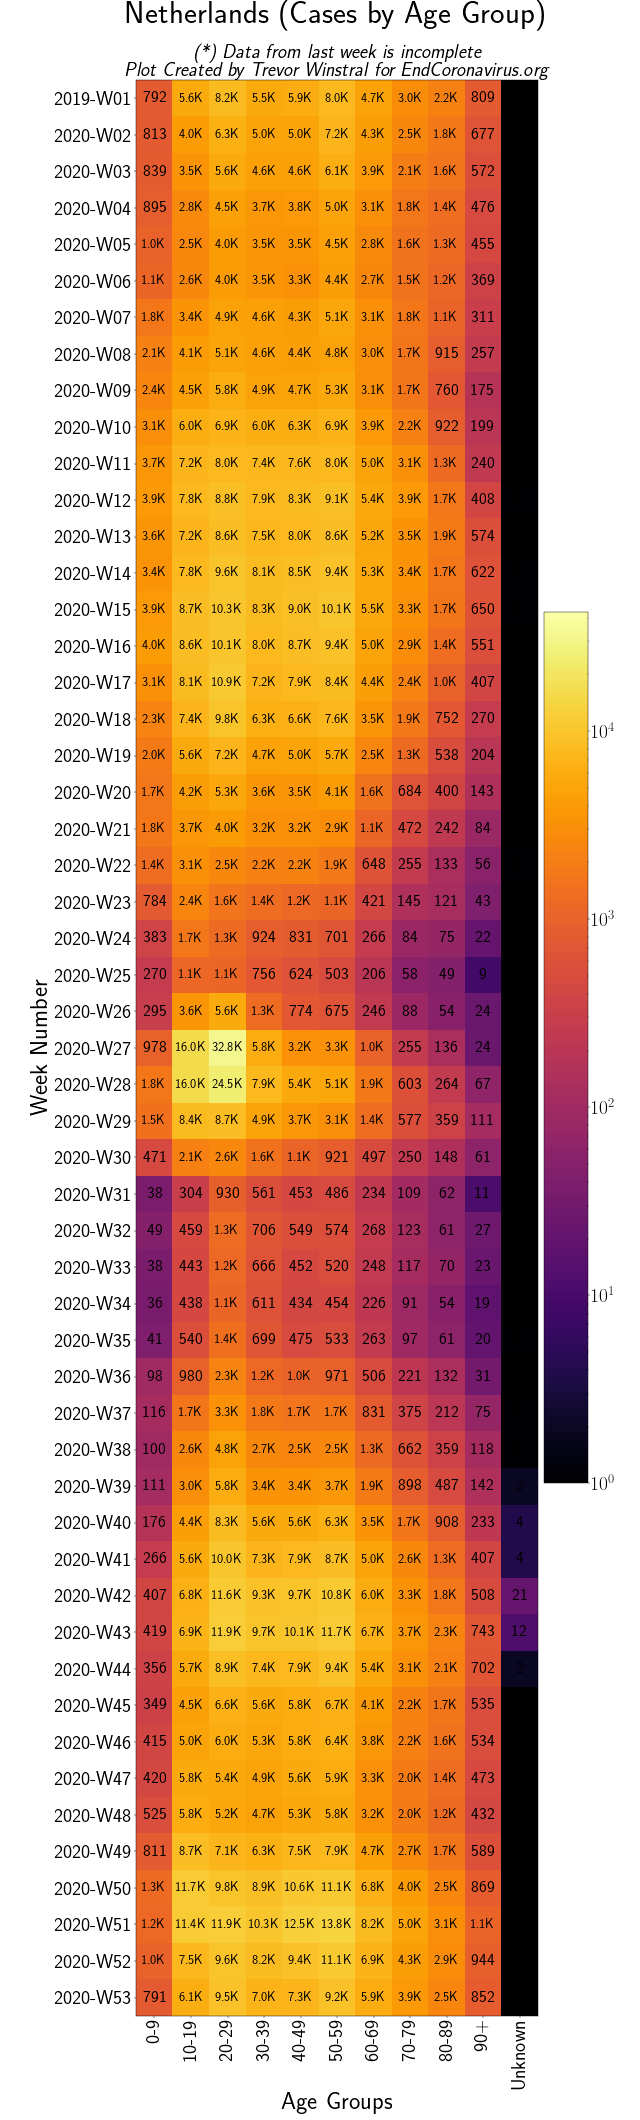 Netherlands (Cases by Age Group)
(*) Data from last week is incomplete
Plot Created by Trevor Winstral for EndCoronavirus.org
2019-W01 792 5.6K 8.2K 5.5K 5.9K 8.0K 4.7K 3.0K 2.2K 809
2020-W02 813 4.0K 6.3K 5.0K 5.0K 7.2K 4.3K 2.5K 1.8K 677
2020-W03 839 3.5K 5.6K 4.6K 4.6K 6.1K 3.9K 2.1K 1.6K 572
2020-W04 895 2.8K 4.5K 3.7K 3.8K 5.0K 3.1K 1.8K 1.4K 476
2020-W05 1.0K 2.5K 4.0K 3.5K 3.5K 4.5K 2.8K 1.6K 1.3K 455
2020-W06 1.1K 2.6K 4.0K 3.5K 3.3K 4.4K 2.7K 1.5K 1.2K 369
2020-W07 1.8K 3.4K 4.9K 4.6K 4.3K 5.1K 3.1K 1.8K 1.1K 311
2020-W08 2.1K 4.1K 5.1K 4.6K 4.4K 4.8K 3.0K 1.7K 915 257
2020-W09 2.4K 4.5K 5.8K 4.9K 4.7K 5.3K 3.1K 1.7K 760 175
2020-W10 3.1K 6.0K 6.9K 6.0K 6.3K 6.9K 3.9K 2.2K 922 199
2020-W11 3.7K 7.2K 8.0K 7.4K 7.6K 8.0K 5.0K 3.1K 1.3K 240
2020-W12 3.9K 7.8K 8.8K 7.9K 8.3K 9.1K 5.4K 3.9K 1.7K 408
2020-W13 3.6K 7.2K 8.6K 7.5K 8.0K 8.6K 5.2K 3.5K 1.9K 574
2020-W14 3.4K 7.8K 9.6K 8.1K 8.5K 9.4K 5.3K 3.4K 1.7K 622
2020-W15 3.9K 8.7K 10.3K 8.3K 9.0K 10.1K 5.5K 3.3K 1.7K 650
2020-W16 4.0K 8.6K 10.1K 8.0K 8.7K 9.4K 5.0K 2.9K 1.4K 551
2020-W17 3.1K 8.1K 10.9K 7.2K 7.9K 8.4K 4.4K 2.4K 1.0K 407
2020-W18 2.3K 7.4K 9.8K 6.3K 6.6K 7.6K 3.5K 1.9K 752 270
2020-W19 2.0K 5.6K 7.2K 4.7K 5.0K 5.7K 2.5K 1.3K 538 204
2020-W20 1.7K 4.2K 5.3K 3.6K 3.5K 4.1K 1.6K 684 400 143
2020-W21 1.8K 3.7K 4.0K 3.2K 3.2K 2.9K 1.1K 472 242 84
2020-W22 1.4K 3.1K 2.5K 2.2K 2.2K 1.9K 648 255 133 56
2020-W23 784 2.4K 1.6K 1.4K 1.2K 1.1K 421 145 121 43
2020-W24 383 1.7K 1.3K 924 831 701 266 84 75 22
2020-W25 270 1.1K 1.1K 756 624 503 206 58 49 9
2020-W26 295 3.6K 5.6K 1.3K 774 675 246 88 54 24
2020-W27 978 16.0K 32.8K 5.8K 3.2K 3.3K 1.0K 255 136 24
2020-W28 1.8K 16.0K 24.5K 7.9K 5.4K 5.1K 1.9K 603 264 67
2020-W29 1.5K 8.4K 8.7K 4.9K 3.7K 3.1K 1.4K 577 359 111
2020-W30 471 2.1K 2.6K 1.6K 1.1K 921 497 250 148 61
2020-W31 38 304 930 561 453 486 234 109 62 11
2020-W32 49 459 1.3K 706 549 574 268 123 61 27
2020-W33 38 443 1.2K 666 452 520 248 117 70 23
2020-W34 36 438 1.1K 611 434 454 226 91 54 19
2020-W35 41 540 1.4K 699 475 533 263 97 61 20
2020-W36 98 980 2.3K 1.2K 1.0K 971 506 221 132 31
2020-W37 116 1.7K 3.3K 1.8K 1.7K 1.7K 831 375 212 75
2020-W38 100 2.6K 4.8K 2.7K 2.5K 2.5K 1.3K 662 359 118
2020-W39 111 3.0K 5.8K 3.4K 3.4K 3.7K 1.9K 898 487 142 2
2020-W40 176 4.4K 8.3K 5.6K 5.6K 6.3K 3.5K 1.7K 908 233 4
2020-W41 266 5.6K 10.0K 7.3K 7.9K 8.7K 5.0K 2.6K 1.3K 407 4
2020-W42 407 6.8K 11.6K 9.3K 9.7K 10.8K 6.0K 3.3K 1.8K 508 21
2020-W43 419 6.9K 11.9K 9.7K 10.1K 11.7K 6.7K 3.7K 2.3K 743 12
2020-W44 356 5.7K 8.9K 7.4K 7.9K 9.4K 5.4K 3.1K 2.1K 702 2
2020-W45 349 4.5K 6.6K 5.6K 5.8K 6.7K 4.1K 2.2K 1.7K 535
2020-W46 415 5.0K 6.0K 5.3K 5.8K 6.4K 3.8K 2.2K 1.6K 534
2020-W47 420 5.8K 5.4K 4.9K 5.6K 5.9K 3.3K 2.0K 1.4K 473
2020-W48 525 5.8K 5.2K 4.7K 5.3K 5.8K 3.2K 2.0K 1.2K 432
2020-W49 811 8.7K 7.1K 6.3K 7.5K 7.9K 4.7K 2.7K 1.7K 589
2020-W50 1.3K 11.7K 9.8K 8.9K 10.6K 11.1K 6.8K 4.0K 2.5K 869
2020-W51 1.2K 11.4K 11.9K 10.3K 12.5K 13.8K 8.2K 5.0K 3.1K 1.1K
2020-W52 1.0K 7.5K 9.6K 8.2K 9.4K 11.1K 6.9K 4.3K 2.9K 944
2020-W53 791 6.1K 9.5K 7.0K 7.3K 9.2K 5.9K 3.9K 2.5K 852
0-9 10-19 20-29 30-39 40-49 50-59 60-69 70-79 80-89 90+ Unknown
Age Groups
Week Number
10⁴
10³
10²
10¹
10⁰